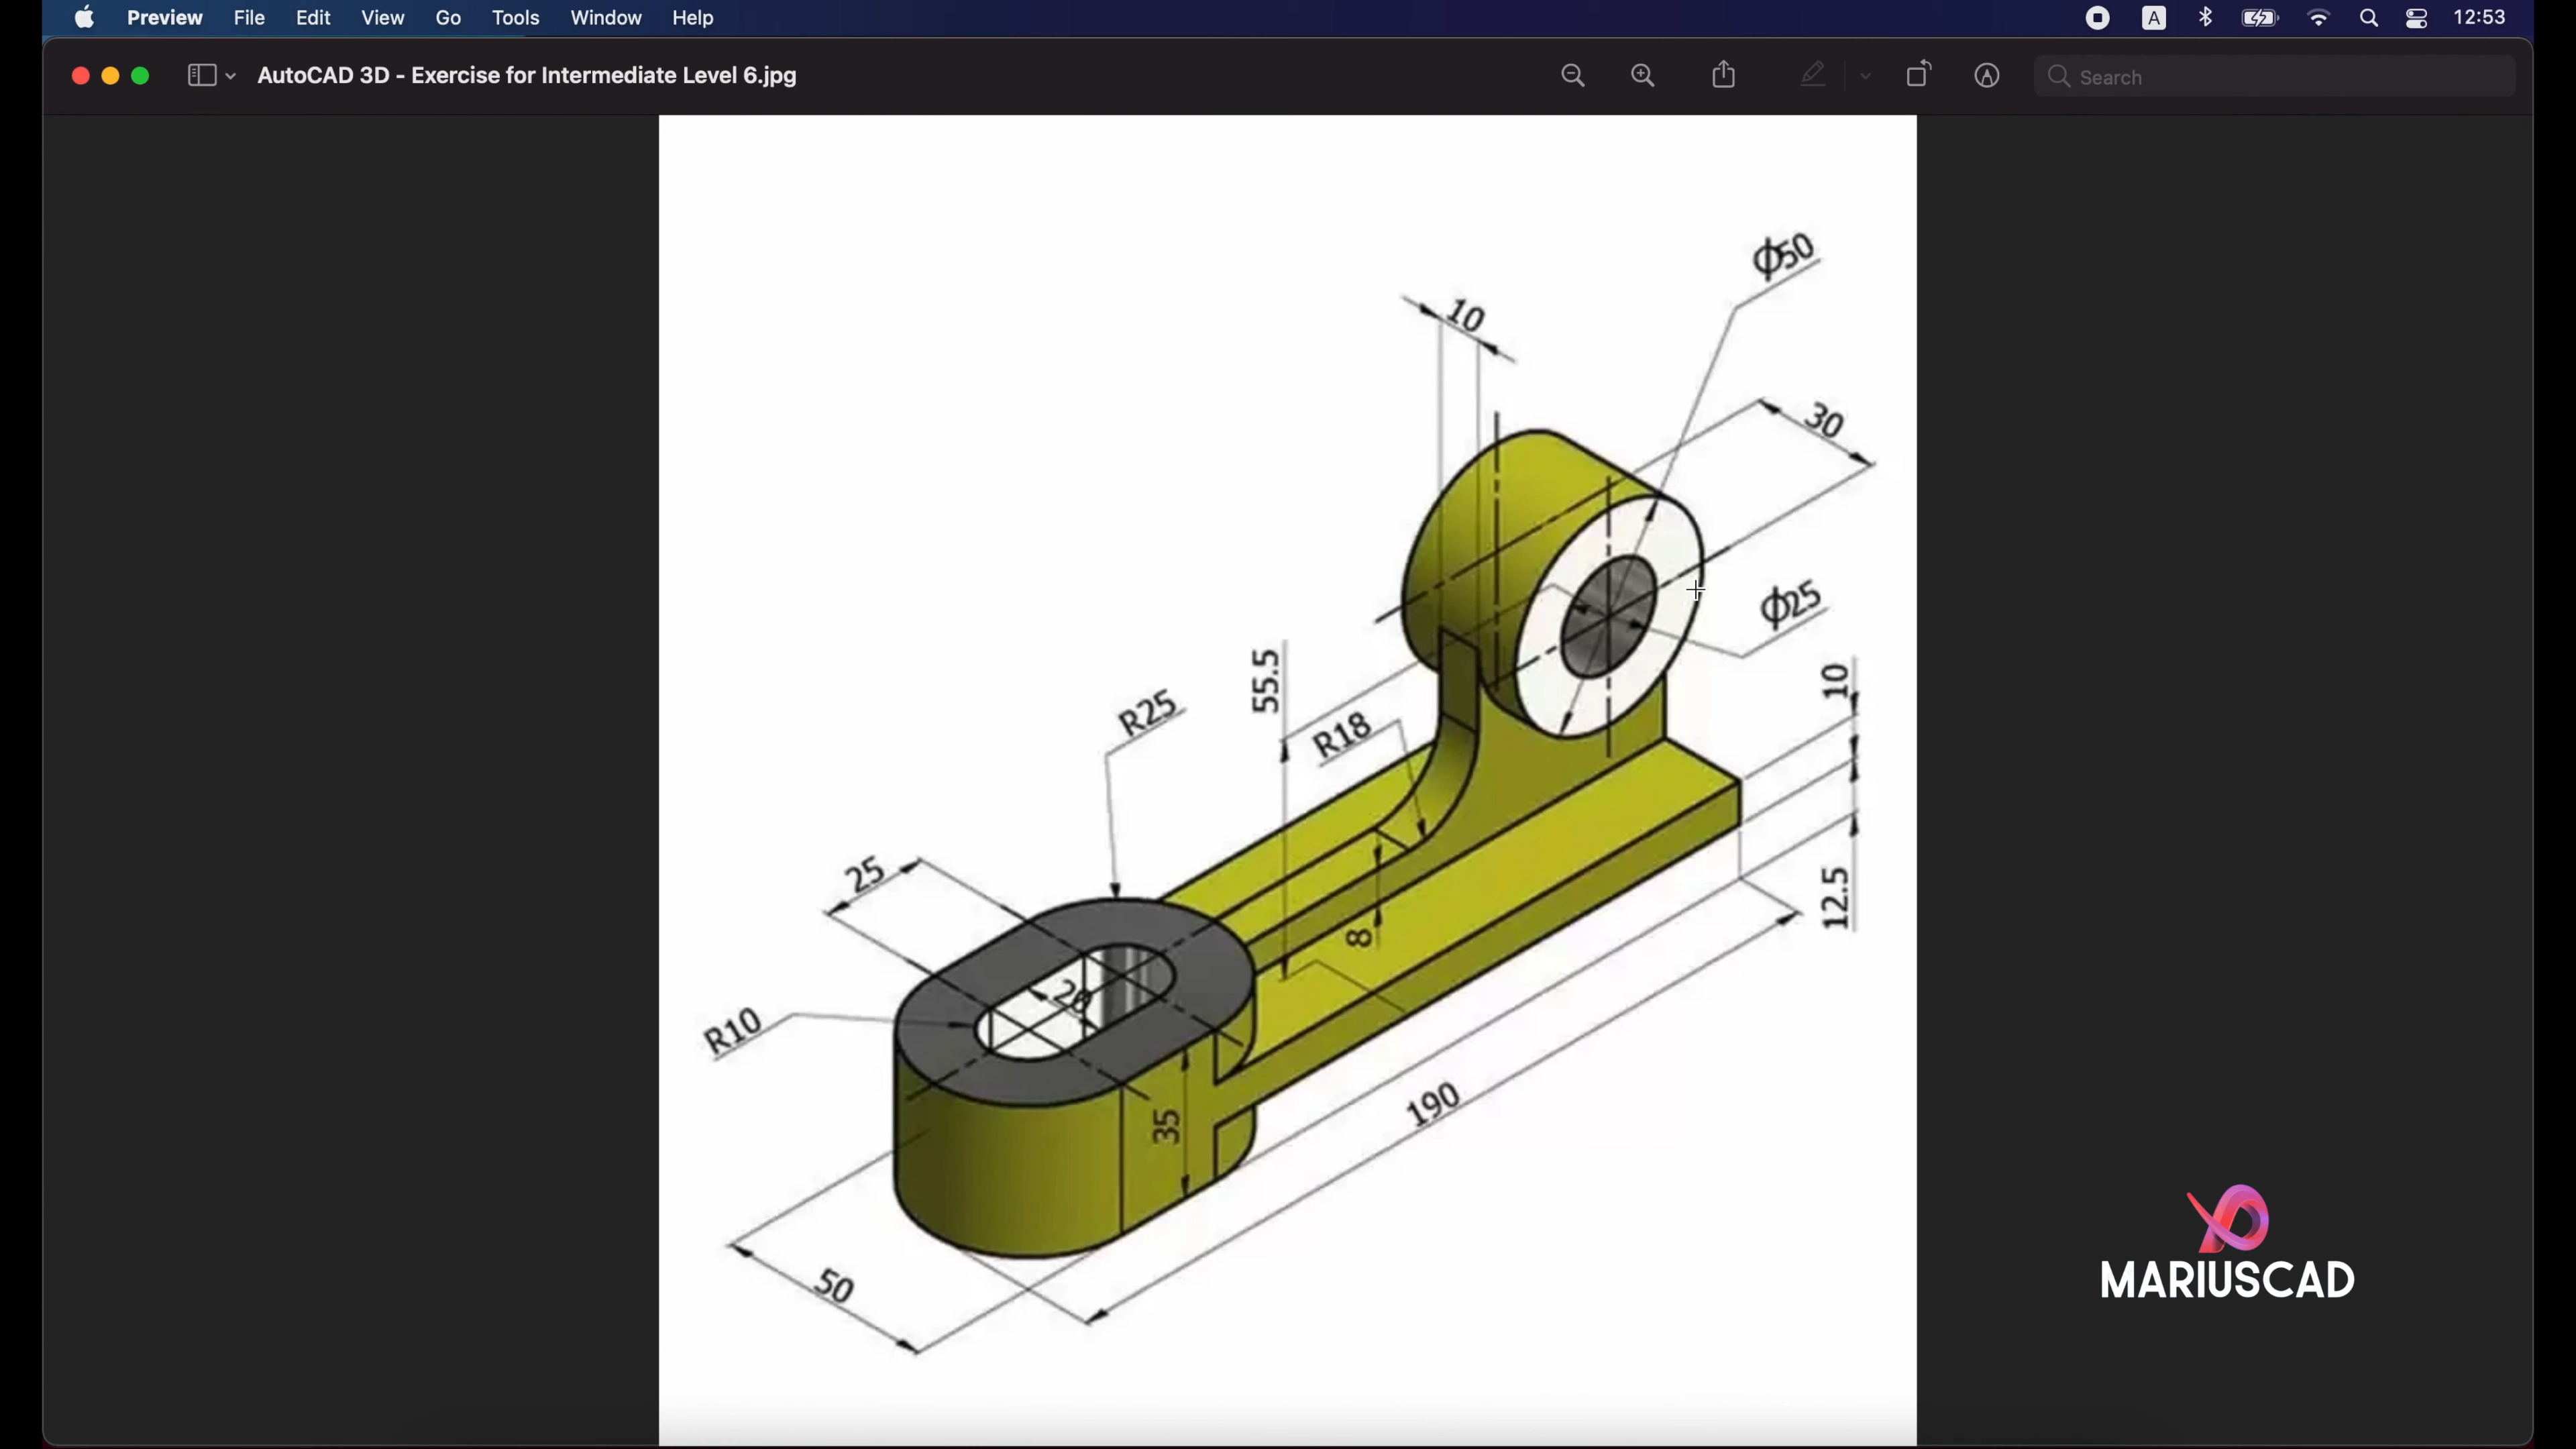 Preview File Edit View Go Tools Window Help
A
12:53
AutoCAD 3D - Exercise for Intermediate Level 6.jpg
Search
ϕ50
10
30
ϕ25
10
55.5
R25
R18
25
12.5
8
20
R10
35
190
50
MARIUSCAD